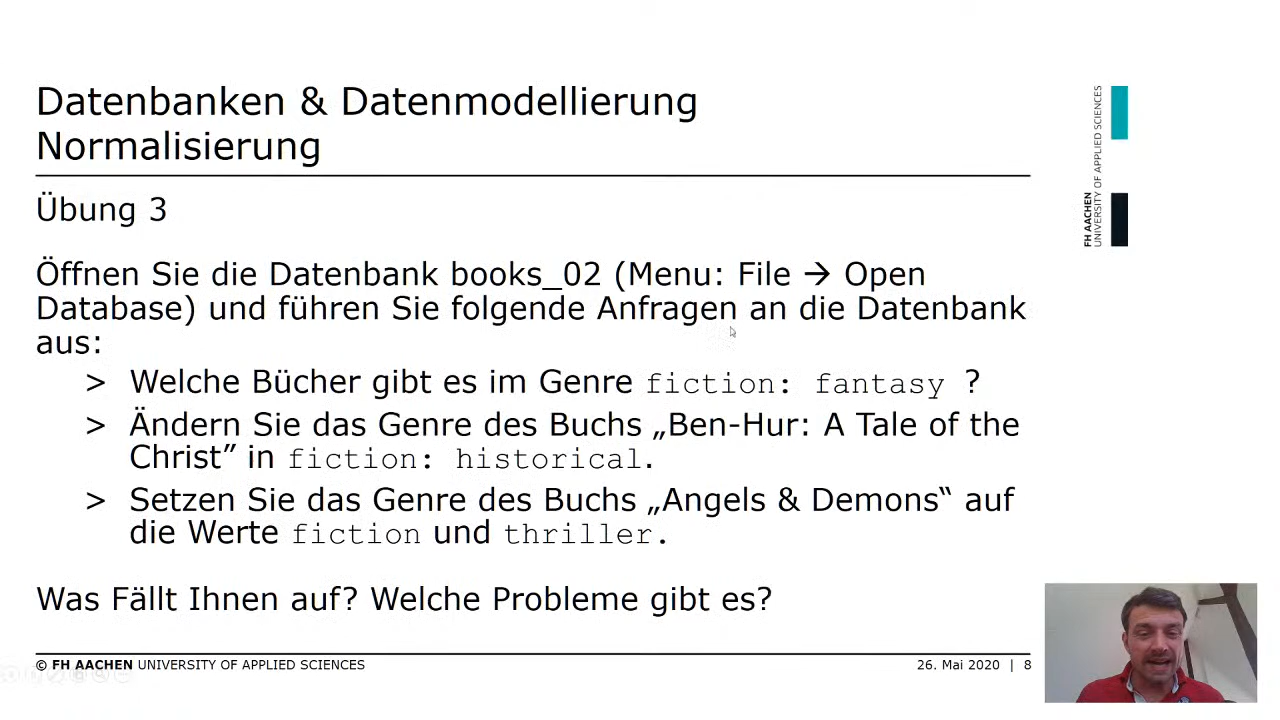 Datenbanken & Datenmodellierung
Normalisierung
FH AACHEN
UNIVERSITY OF APPLIED SCIENCES
Übung 3
Öffnen Sie die Datenbank books_02 (Menu: File → Open
Database) und führen Sie folgende Anfragen an die Datenbank
aus:
> Welche Bücher gibt es im Genre fiction: fantasy ?
> Ändern Sie das Genre des Buchs „Ben-Hur: A Tale of the
Christ” in fiction: historical.
> Setzen Sie das Genre des Buchs „Angels & Demons“ auf
die Werte fiction und thriller.
Was Fällt Ihnen auf? Welche Probleme gibt es?
© FH AACHEN UNIVERSITY OF APPLIED SCIENCES
26. Mai 2020 | 8